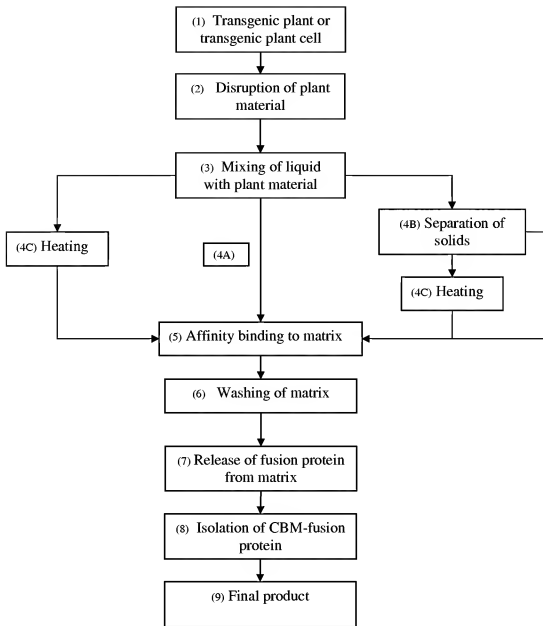 (1) Transgenic plant or
transgenic plant cell
(2) Disruption of plant
material
(3) Mixing of liquid
with plant material
(4B) Separation of
solids
(4C) Heating
(4A)
(4C) Heating
(5) Affinity binding to matrix
(6) Washing of matrix
(7) Release of fusion protein
from matrix
(8) Isolation of CBM-fusion
protein
(9) Final product